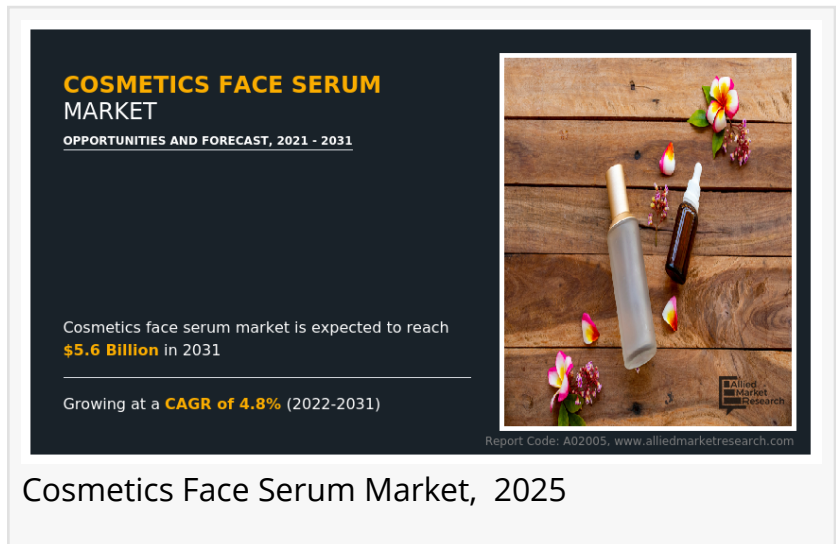 COSMETICS FACE SERUM
MARKET
OPPORTUNITIES AND FORECAST, 2021 - 2031
Cosmetics face serum market is expected to reach
$5.6 Billion in 2031
Growing at a CAGR of 4.8% (2022-2031)
Allied
Market
Research
Report Code: A02005, www.alliedmarketresearch.com
Cosmetics Face Serum Market,  2025